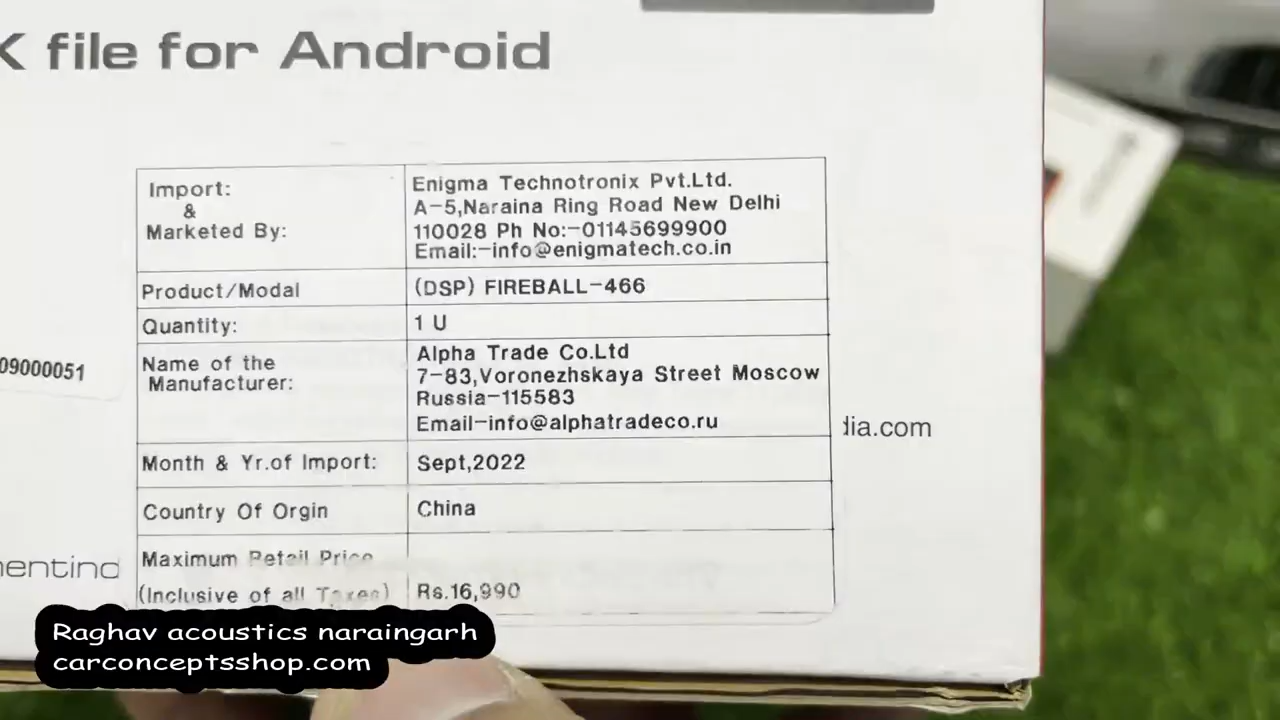 K file for Android
Import:
&
Marketed By:
Enigma Technotronix Pvt.Ltd.
A-5,Naraina Ring Road New Delhi
110028 Ph No:-01145699900
Email:-info@enigmatech.co.in
Product/Modal
(DSP) FIREBALL-466
Quantity:
1 U
09000051
Name of the
Manufacturer:
Alpha Trade Co.Ltd
7-83,Voronezhskaya Street Moscow
Russia-115583
Email-info@alphatradeco.ru
dia.com
Month & Yr.of Import:
Sept,2022
Country Of Orgin
China
entind
Maximum Retail Price
(Inclusive of all Taxes)
Rs.16,990
Raghav acoustics naraingarh
carconceptsshop.com